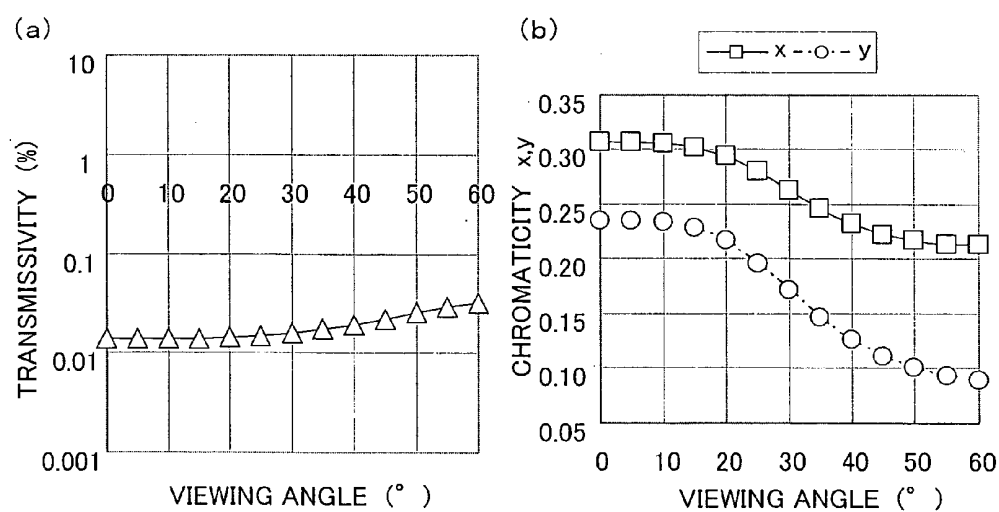 (a)
TRANSMISSIVITY (%)
10
1
0 10 20 30 40 50 60
0.1
0.01
0.001
VIEWING ANGLE (°)
(b)
x y
CHROMATICITY x,y
0.35
0.30
0.25
0.20
0.15
0.10
0.05
0 10 20 30 40 50 60
VIEWING ANGLE (°)